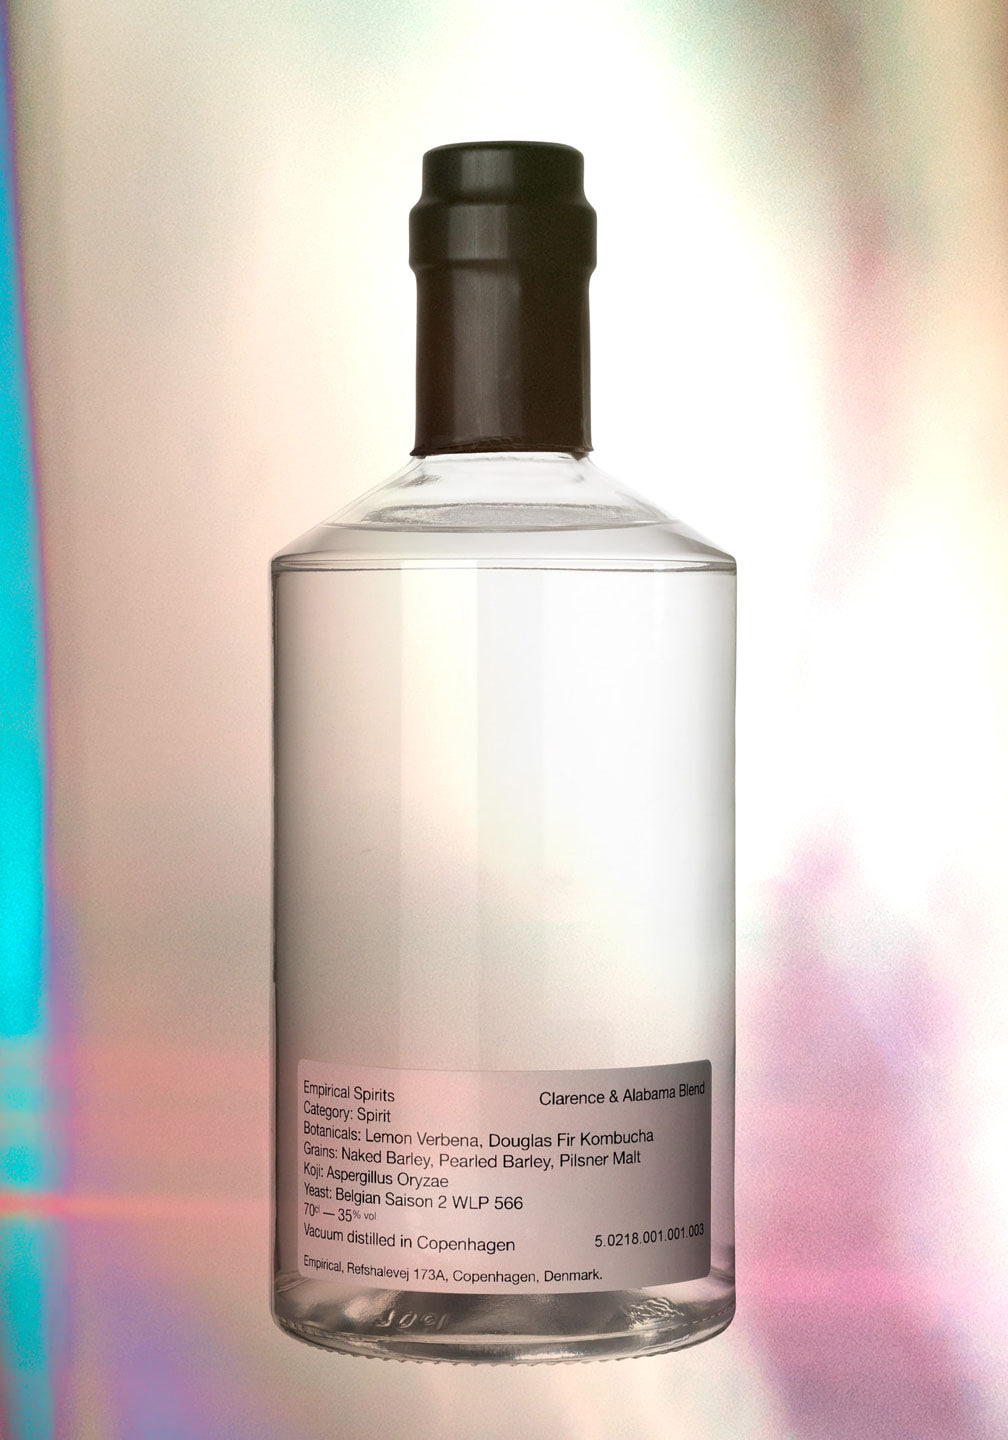 Empirical Spirits
Clarence & Alabama Blend
Category: Spirit
Botanicals: Lemon Verbena, Douglas Fir Kombucha
Grains: Naked Barley, Pearled Barley, Pilsner Malt
Koji: Aspergillus Oryzae
Yeast: Belgian Saison 2 WLP 566
70cl — 35% vol
Vacuum distilled in Copenhagen
5.0218.001.001.003
Empirical, Refshalevej 173A, Copenhagen, Denmark.